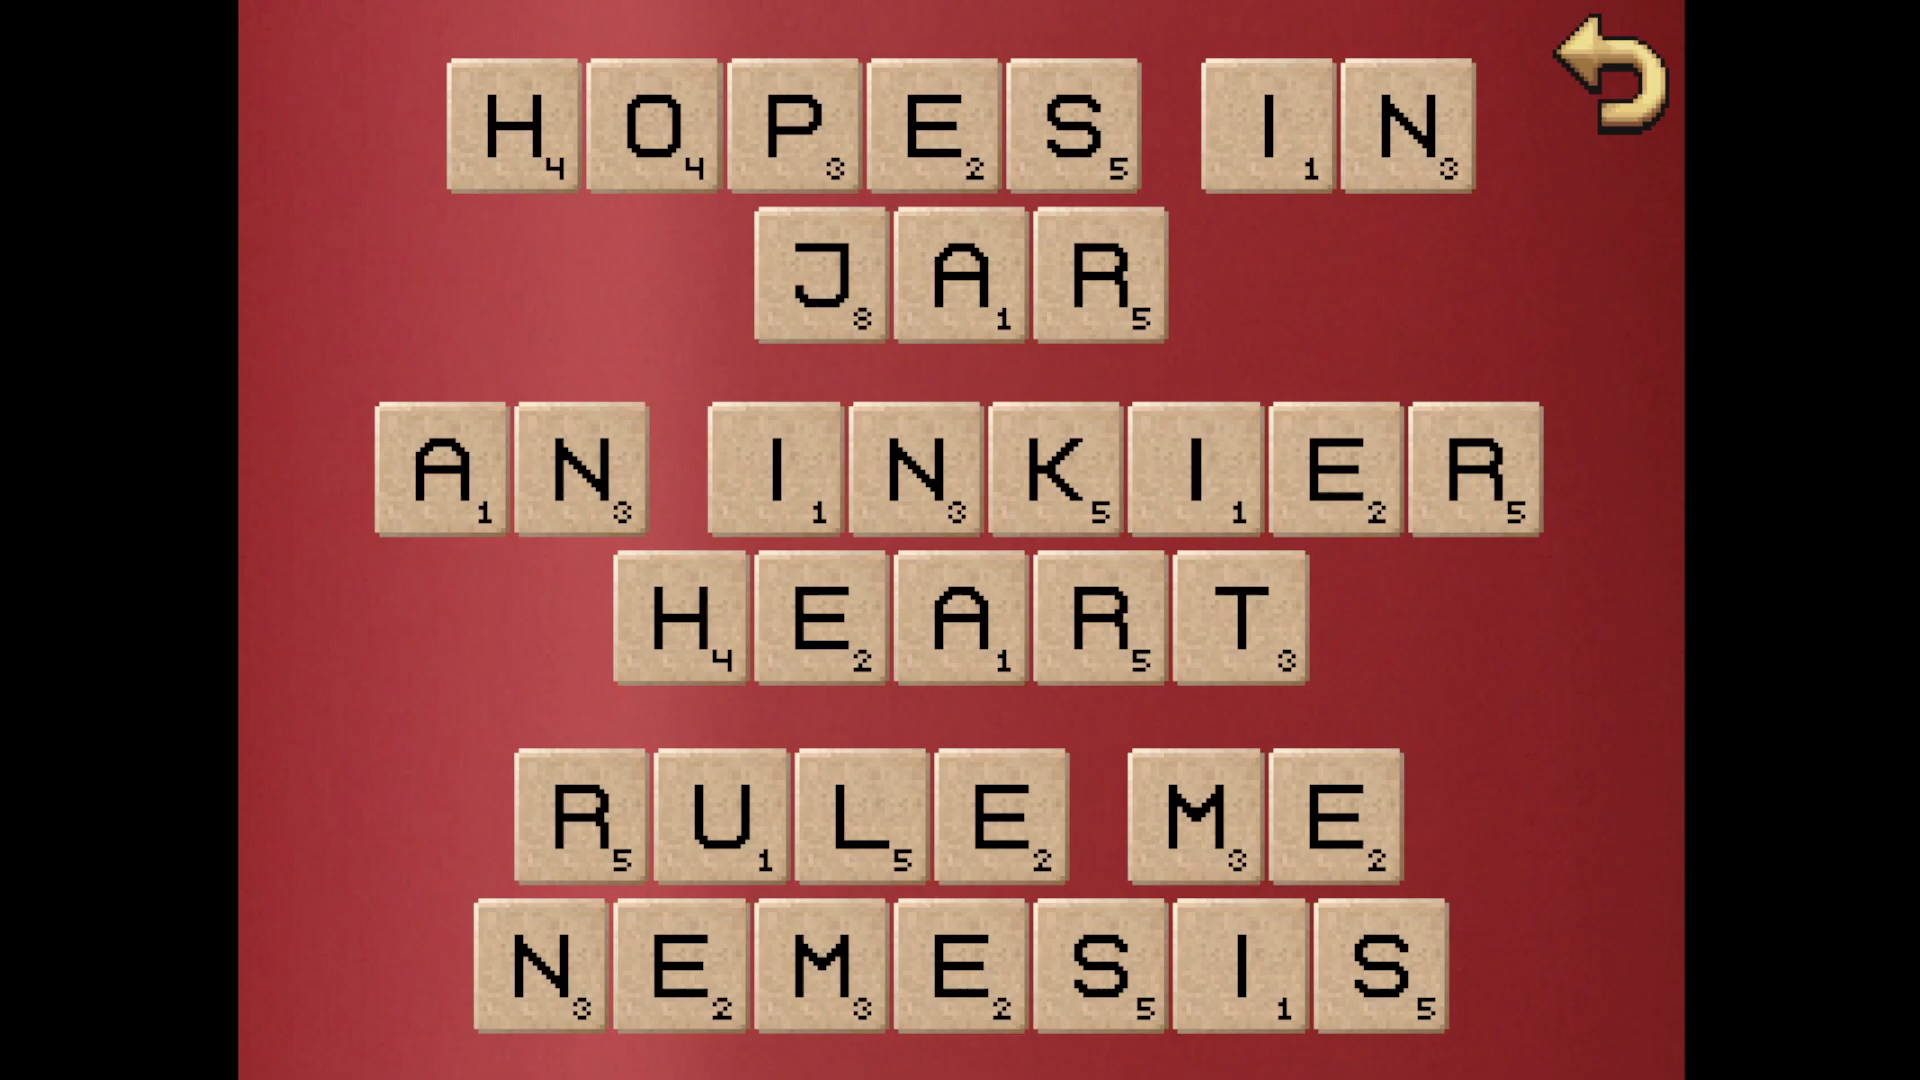 HOPES IN
JAR
AN INKIER
HEART
RULE ME
NEMESIS